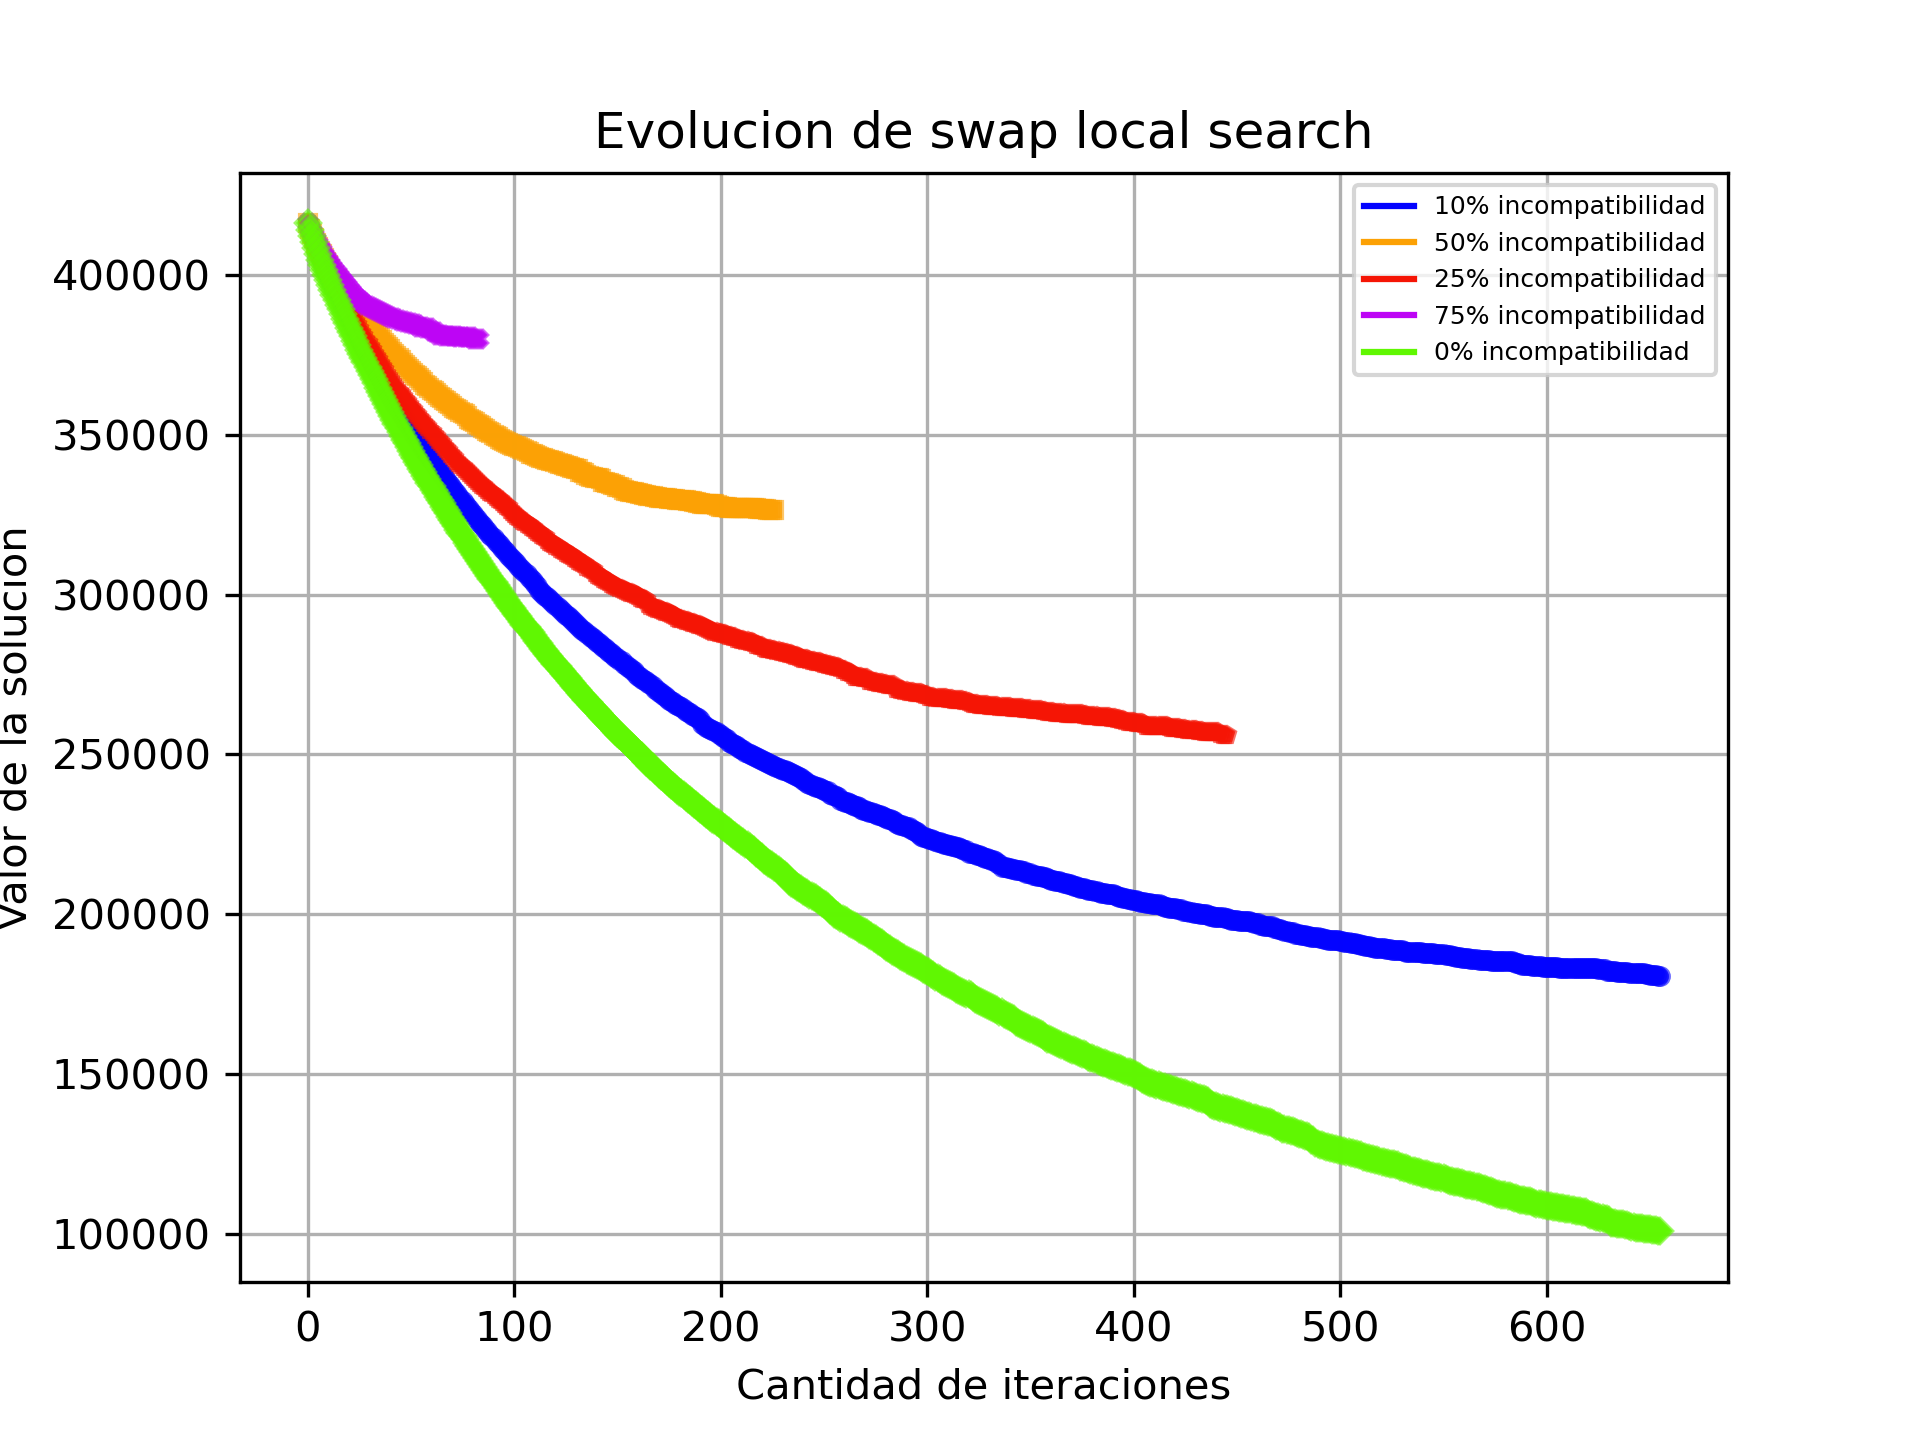 Evolucion de swap local search
10% incompatibilidad
50% incompatibilidad
25% incompatibilidad
75% incompatibilidad
0% incompatibilidad
Valor de la solucion
400000
350000
300000
250000
200000
150000
100000
0 100 200 300 400 500 600
Cantidad de iteraciones